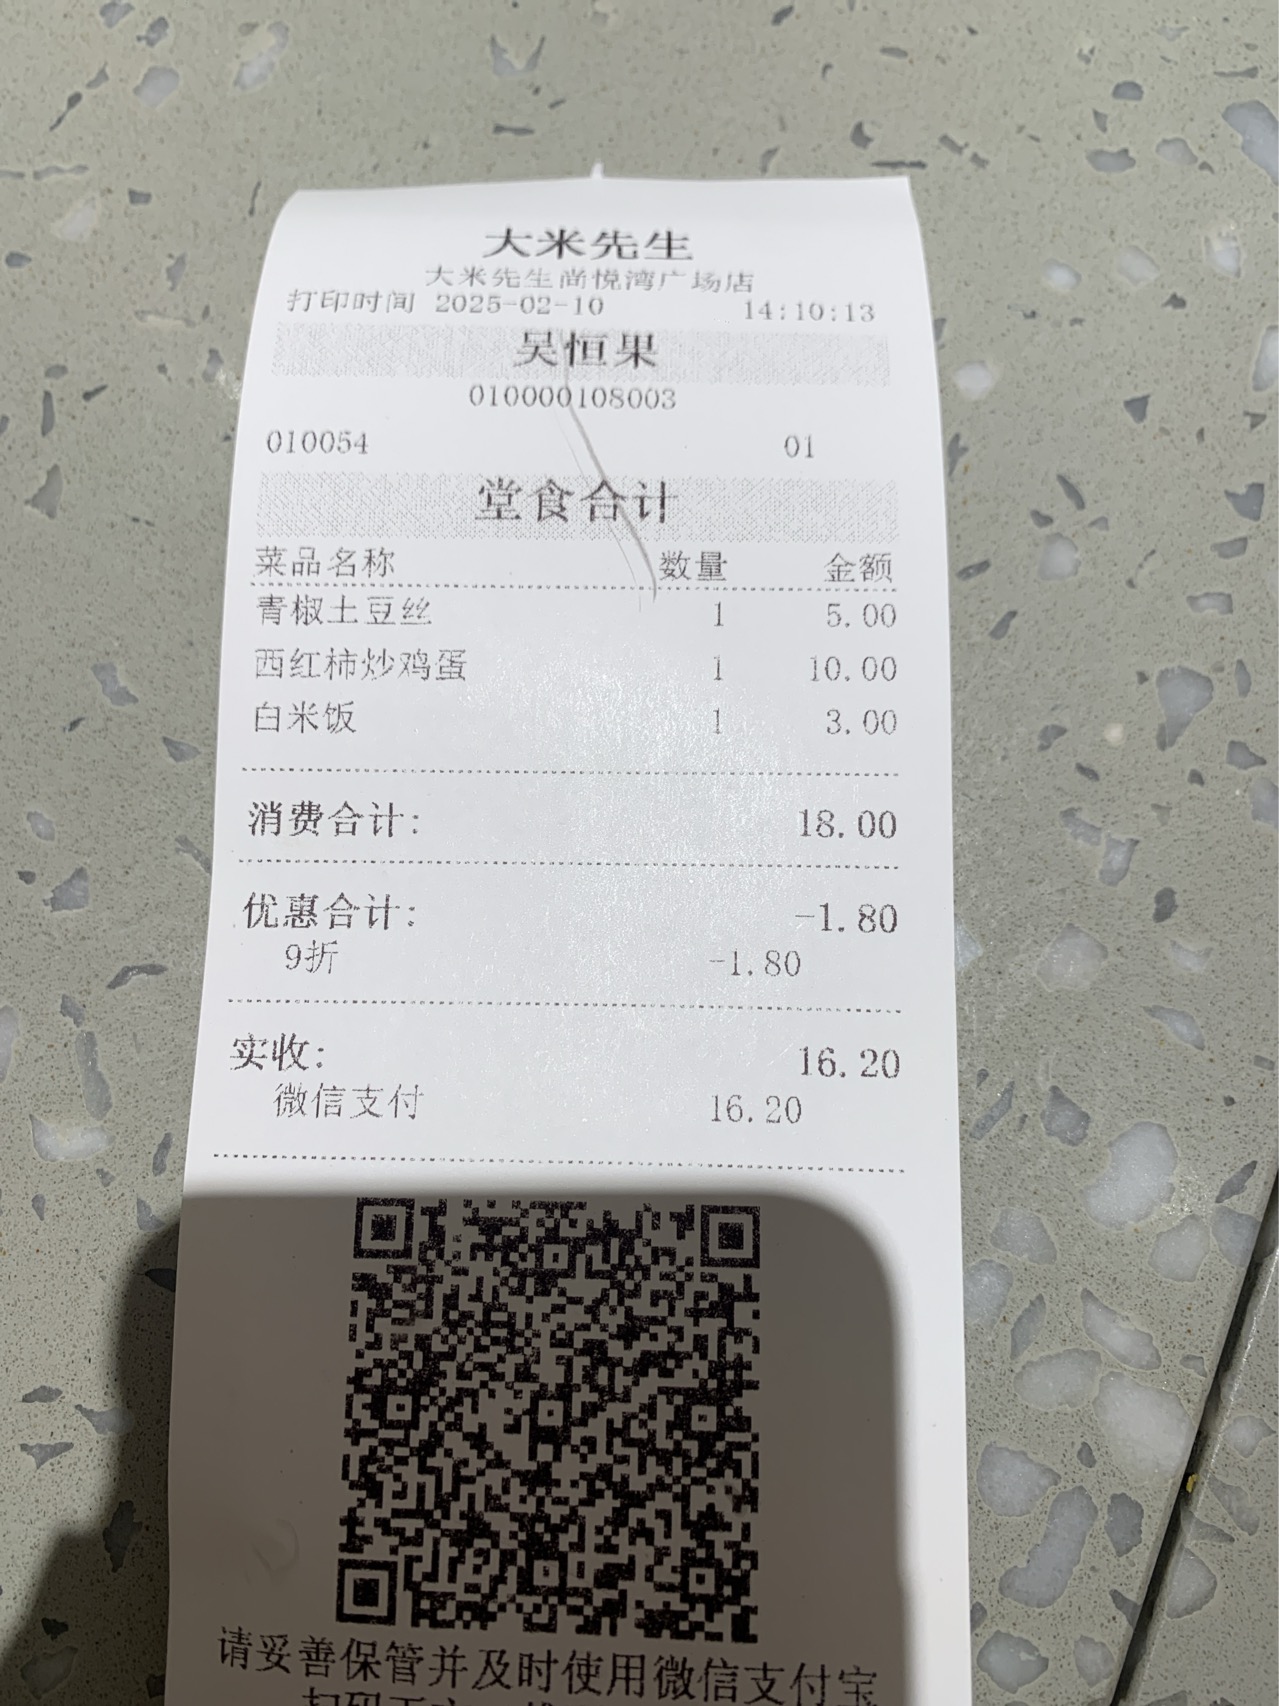 大米先生
大米先生尚悦湾广场店
打印时间 2025-02-10 14:10:13
吴恒果
010000108003
010054 01
堂食合计
菜品名称 数量 金额
青椒土豆丝 1 5.00
西红柿炒鸡蛋 1 10.00
白米饭 1 3.00
消费合计: 18.00
优惠合计: -1.80
9折 -1.80
实收: 16.20
微信支付 16.20
请妥善保管并及时使用微信支付宝